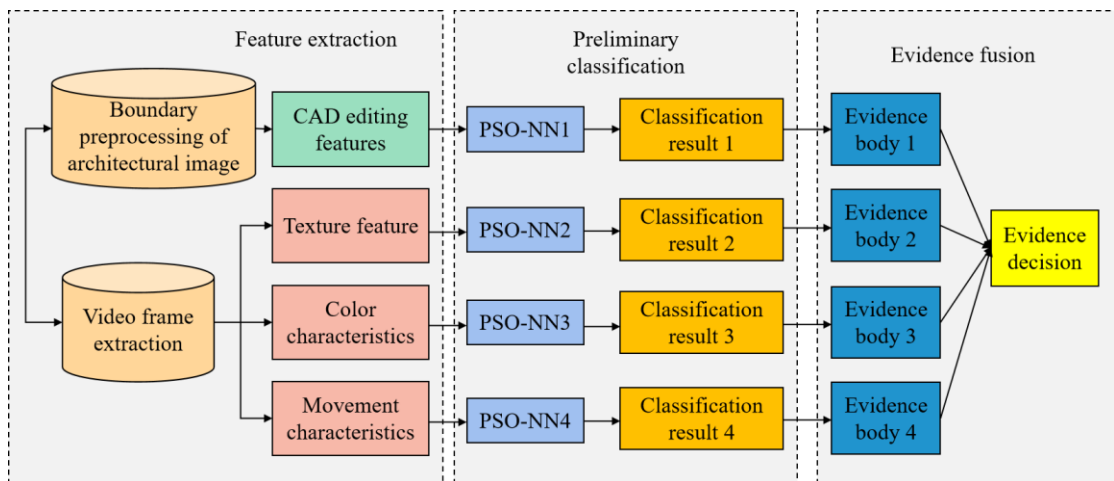 Feature extraction
Preliminary
classification
Evidence fusion
Boundary
preprocessing of
architectural image
CAD editing
features
PSO-NN1
Classification
result 1
Evidence
body 1
Texture feature
PSO-NN2
Classification
result 2
Evidence
body 2
Evidence
decision
Video frame
extraction
Color
characteristics
PSO-NN3
Classification
result 3
Evidence
body 3
Movement
characteristics
PSO-NN4
Classification
result 4
Evidence
body 4